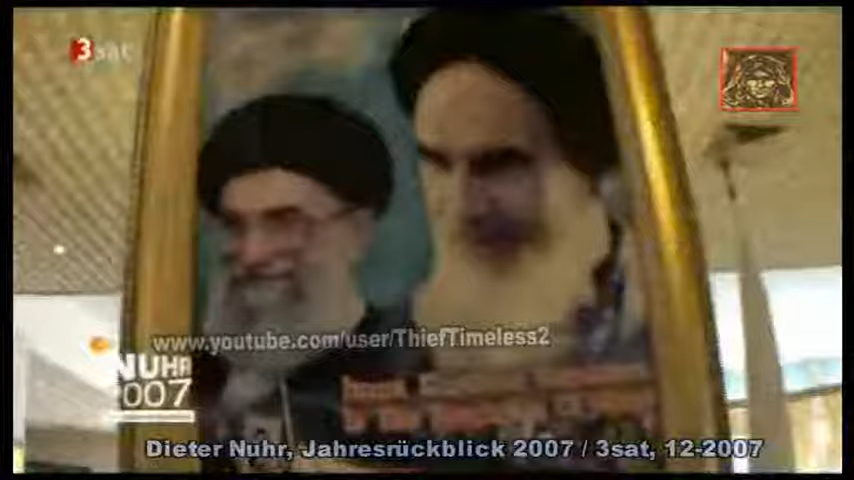 3sat
www.youtube.com/user/ThiefTimeless2
NUHR
2007
Dieter Nuhr, Jahresrückblick 2007 / 3sat, 12-2007